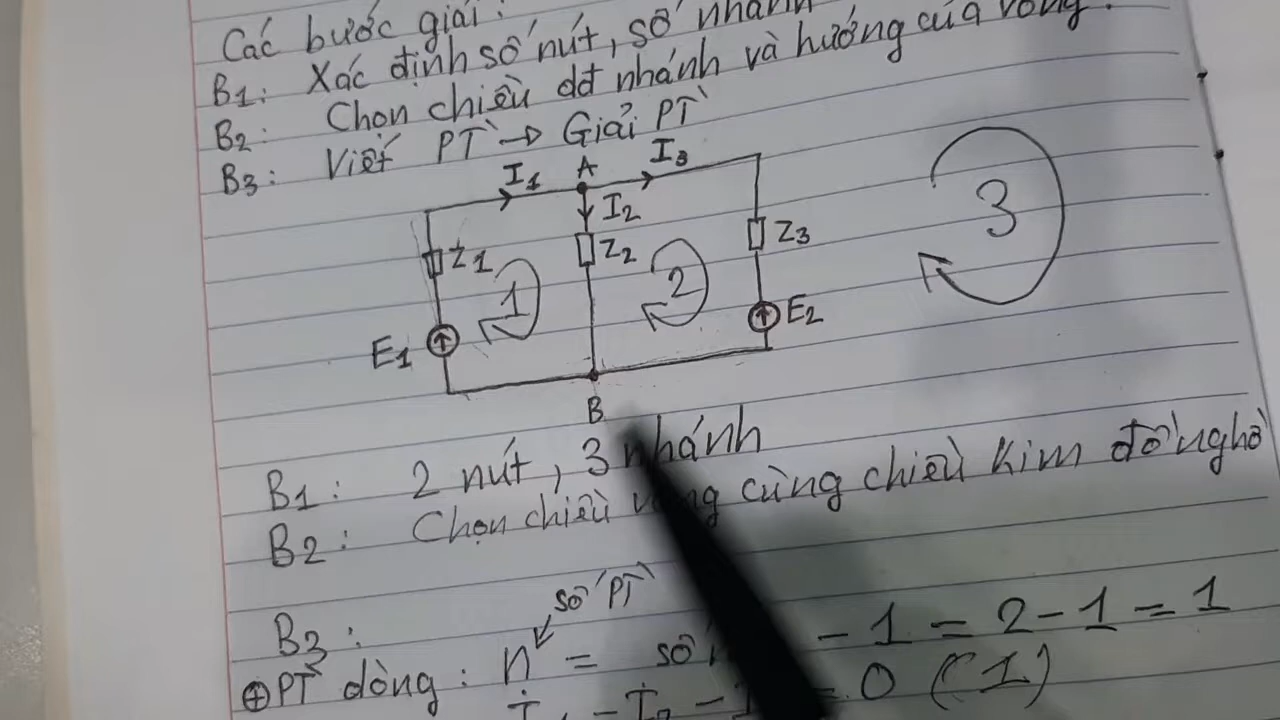 Các bước giải:
B1: Xác định số nút, số nhánh
B2: Chọn chiều dđ nhánh và hướng của vòng.
B3: Viết PT → Giải PT
I1 A I3
I2
Z1 Z2 Z3
1 2 3
E1 E2
B
B1: 2 nút, 3 nhánh
B2: Chọn chiều vòng cùng chiều kim đồng hồ
số PT
B3:
⊕PT dòng: n = số - 1 = 2 - 1 = 1
= 0 (1)